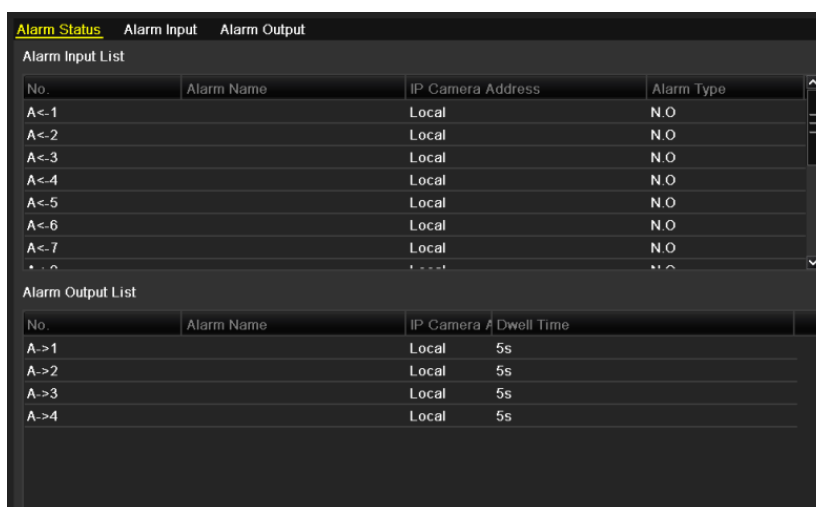 Alarm Status Alarm Input Alarm Output
Alarm Input List
No. Alarm Name IP Camera Address Alarm Type
A<-1 Local N.O
A<-2 Local N.O
A<-3 Local N.O
A<-4 Local N.O
A<-5 Local N.O
A<-6 Local N.O
A<-7 Local N.O
Alarm Output List
No. Alarm Name IP Camera A Dwell Time
A->1 Local 5s
A->2 Local 5s
A->3 Local 5s
A->4 Local 5s